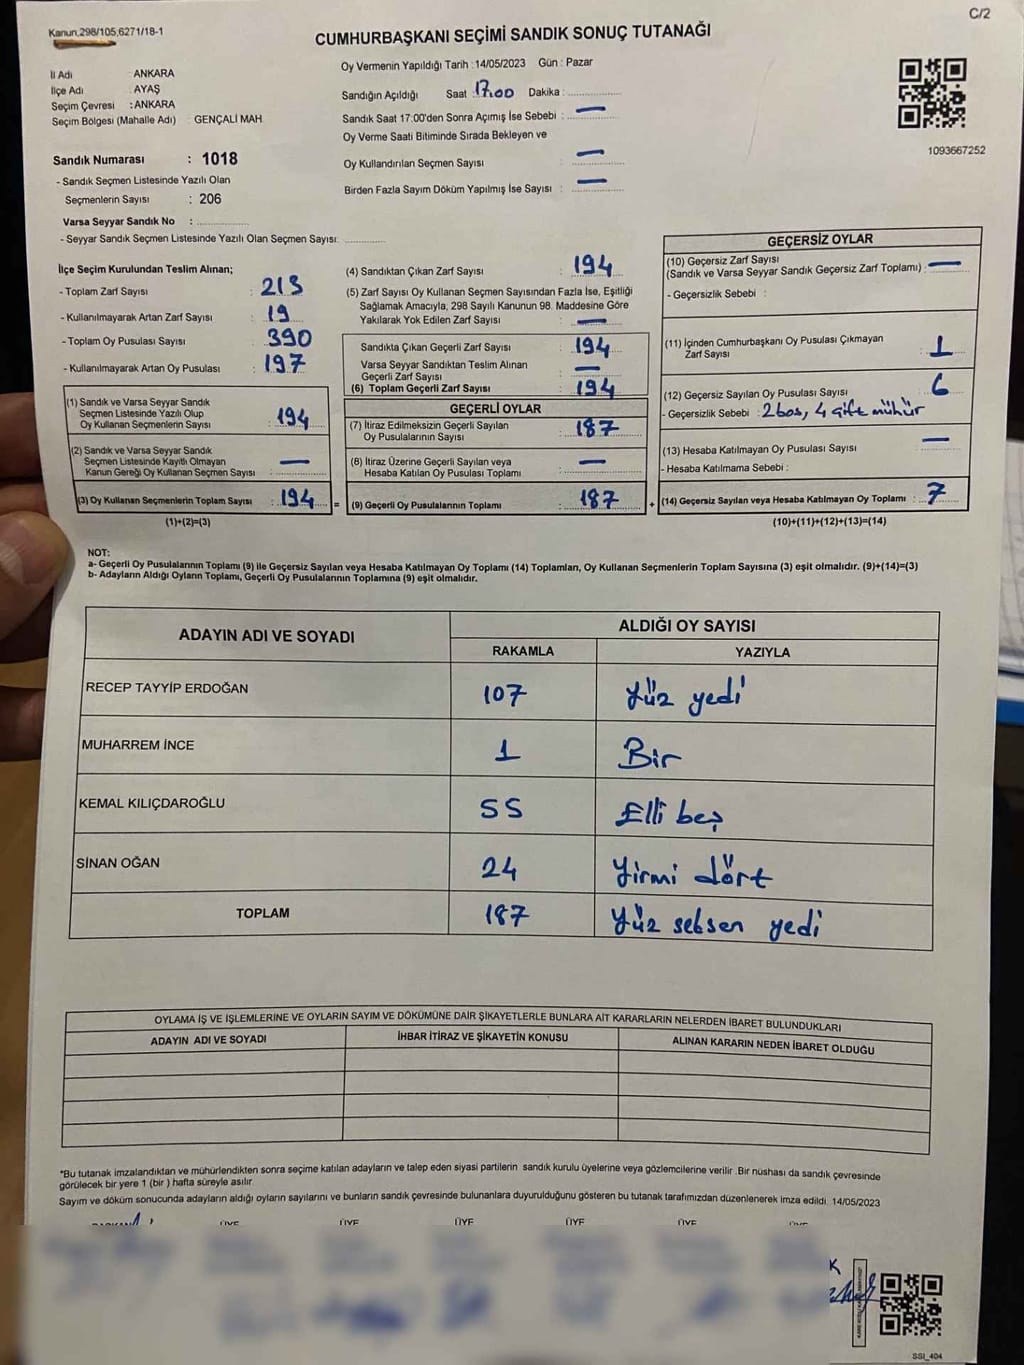 C/2
Kanun,298/105,6271/18-1
CUMHURBAŞKANI SEÇİMİ SANDIK SONUÇ TUTANAĞI
İl Adı : ANKARA
İlçe Adı : AYAŞ
Seçim Çevresi : ANKARA
Seçim Bölgesi (Mahalle Adı) : GENÇALİ MAH.
Sandık Numarası : 1018
- Sandık Seçmen Listesinde Yazılı Olan
Seçmenlerin Sayısı : 206
Varsa Seyyar Sandık No :
- Seyyar Sandık Seçmen Listesinde Yazılı Olan Seçmen Sayısı:
Oy Vermenin Yapıldığı Tarih : 14/05/2023 Gün : Pazar
Sandığın Açıldığı Saat : 17.00 Dakika :
Sandık Saat 17:00'den Sonra Açımış İse Sebebi : —
Oy Verme Saati Bitiminde Sırada Bekleyen ve
Oy Kullandırılan Seçmen Sayısı : —
Birden Fazla Sayım Döküm Yapılmış İse Sayısı : —
1093667252
İlçe Seçim Kurulundan Teslim Alınan;
- Toplam Zarf Sayısı : 213
- Kullanılmayarak Artan Zarf Sayısı : 19
- Toplam Oy Pusulası Sayısı : 390
- Kullanılmayarak Artan Oy Pusulası : 197
(1) Sandık ve Varsa Seyyar Sandık
Seçmen Listesinde Yazılı Olup
Oy Kullanan Seçmenlerin Sayısı : 194
(2) Sandık ve Varsa Seyyar Sandık
Seçmen Listesinde Kayıtlı Olmayan
Kanun Gereği Oy Kullanan Seçmen Sayısı : —
(3) Oy Kullanan Seçmenlerin Toplam Sayısı : 194 =
(1)+(2)=(3)
(4) Sandıktan Çıkan Zarf Sayısı : 194
(5) Zarf Sayısı Oy Kullanan Seçmen Sayısından Fazla İse, Eşitliği
Sağlamak Amacıyla, 298 Sayılı Kanunun 98. Maddesine Göre
Yakılarak Yok Edilen Zarf Sayısı : —
Sandıkta Çıkan Geçerli Zarf Sayısı : 194
Varsa Seyyar Sandıktan Teslim Alınan
Geçerli Zarf Sayısı : —
(6) Toplam Geçerli Zarf Sayısı : 194
GEÇERLİ OYLAR
(7) İtiraz Edilmeksizin Geçerli Sayılan
Oy Pusulalarının Sayısı : 187
(8) İtiraz Üzerine Geçerli Sayılan veya
Hesaba Katılan Oy Pusulası Toplamı : —
(9) Geçerli Oy Pusulalarının Toplamı : 187 +
GEÇERSİZ OYLAR
(10) Geçersiz Zarf Sayısı
(Sandık ve Varsa Seyyar Sandık Geçersiz Zarf Toplamı) : —
- Geçersizlik Sebebi :
(11) İçinden Cumhurbaşkanı Oy Pusulası Çıkmayan
Zarf Sayısı : 1
(12) Geçersiz Sayılan Oy Pusulası Sayısı : 6
- Geçersizlik Sebebi : 2 boş, 4 çift mühür
(13) Hesaba Katılmayan Oy Pusulası Sayısı : —
- Hesaba Katılmama Sebebi :
(14) Geçersiz Sayılan veya Hesaba Katılmayan Oy Toplamı : 7
(10)+(11)+(12)+(13)=(14)
NOT:
a- Geçerli Oy Pusulalarının Toplamı (9) ile Geçersiz Sayılan veya Hesaba Katılmayan Oy Toplamı (14) Toplamları, Oy Kullanan Seçmenlerin Toplam Sayısına (3) eşit olmalıdır. (9)+(14)=(3)
b- Adayların Aldığı Oyların Toplamı, Geçerli Oy Pusulalarının Toplamına (9) eşit olmalıdır.
ADAYIN ADI VE SOYADI ALDIĞI OY SAYISI
RAKAMLA YAZIYLA
RECEP TAYYİP ERDOĞAN 107 Yüz yedi
MUHARREM İNCE 1 Bir
KEMAL KILIÇDAROĞLU 55 Elli beş
SİNAN OĞAN 24 Yirmi dört
TOPLAM 187 Yüz seksen yedi
OYLAMA İŞ VE İŞLEMLERİNE VE OYLARIN SAYIM VE DÖKÜMÜNE DAİR ŞİKAYETLERLE BUNLARA AİT KARARLARIN NELERDEN İBARET BULUNDUKLARI
ADAYIN ADI VE SOYADI İHBAR İTİRAZ VE ŞİKAYETİN KONUSU ALINAN KARARIN NEDEN İBARET OLDUĞU
*Bu tutanak imzalandıktan ve mühürlendikten sonra seçime katılan adayların ve talep eden siyasi partilerin sandık kurulu üyelerine veya gözlemcilerine verilir .Bir nüshası da sandık çevresinde
görülecek bir yere 1 (bir ) hafta süreyle asılır.
Sayım ve döküm sonucunda adayların aldığı oyların sayılarını ve bunların sandık çevresinde bulunanlara duyurulduğunu gösteren bu tutanak tarafımızdan düzenlenerek imza edildi. 14/05/2023
BAŞKAN ÜYE ÜYE ÜYE ÜYE ÜYE ÜYE
SSI_404